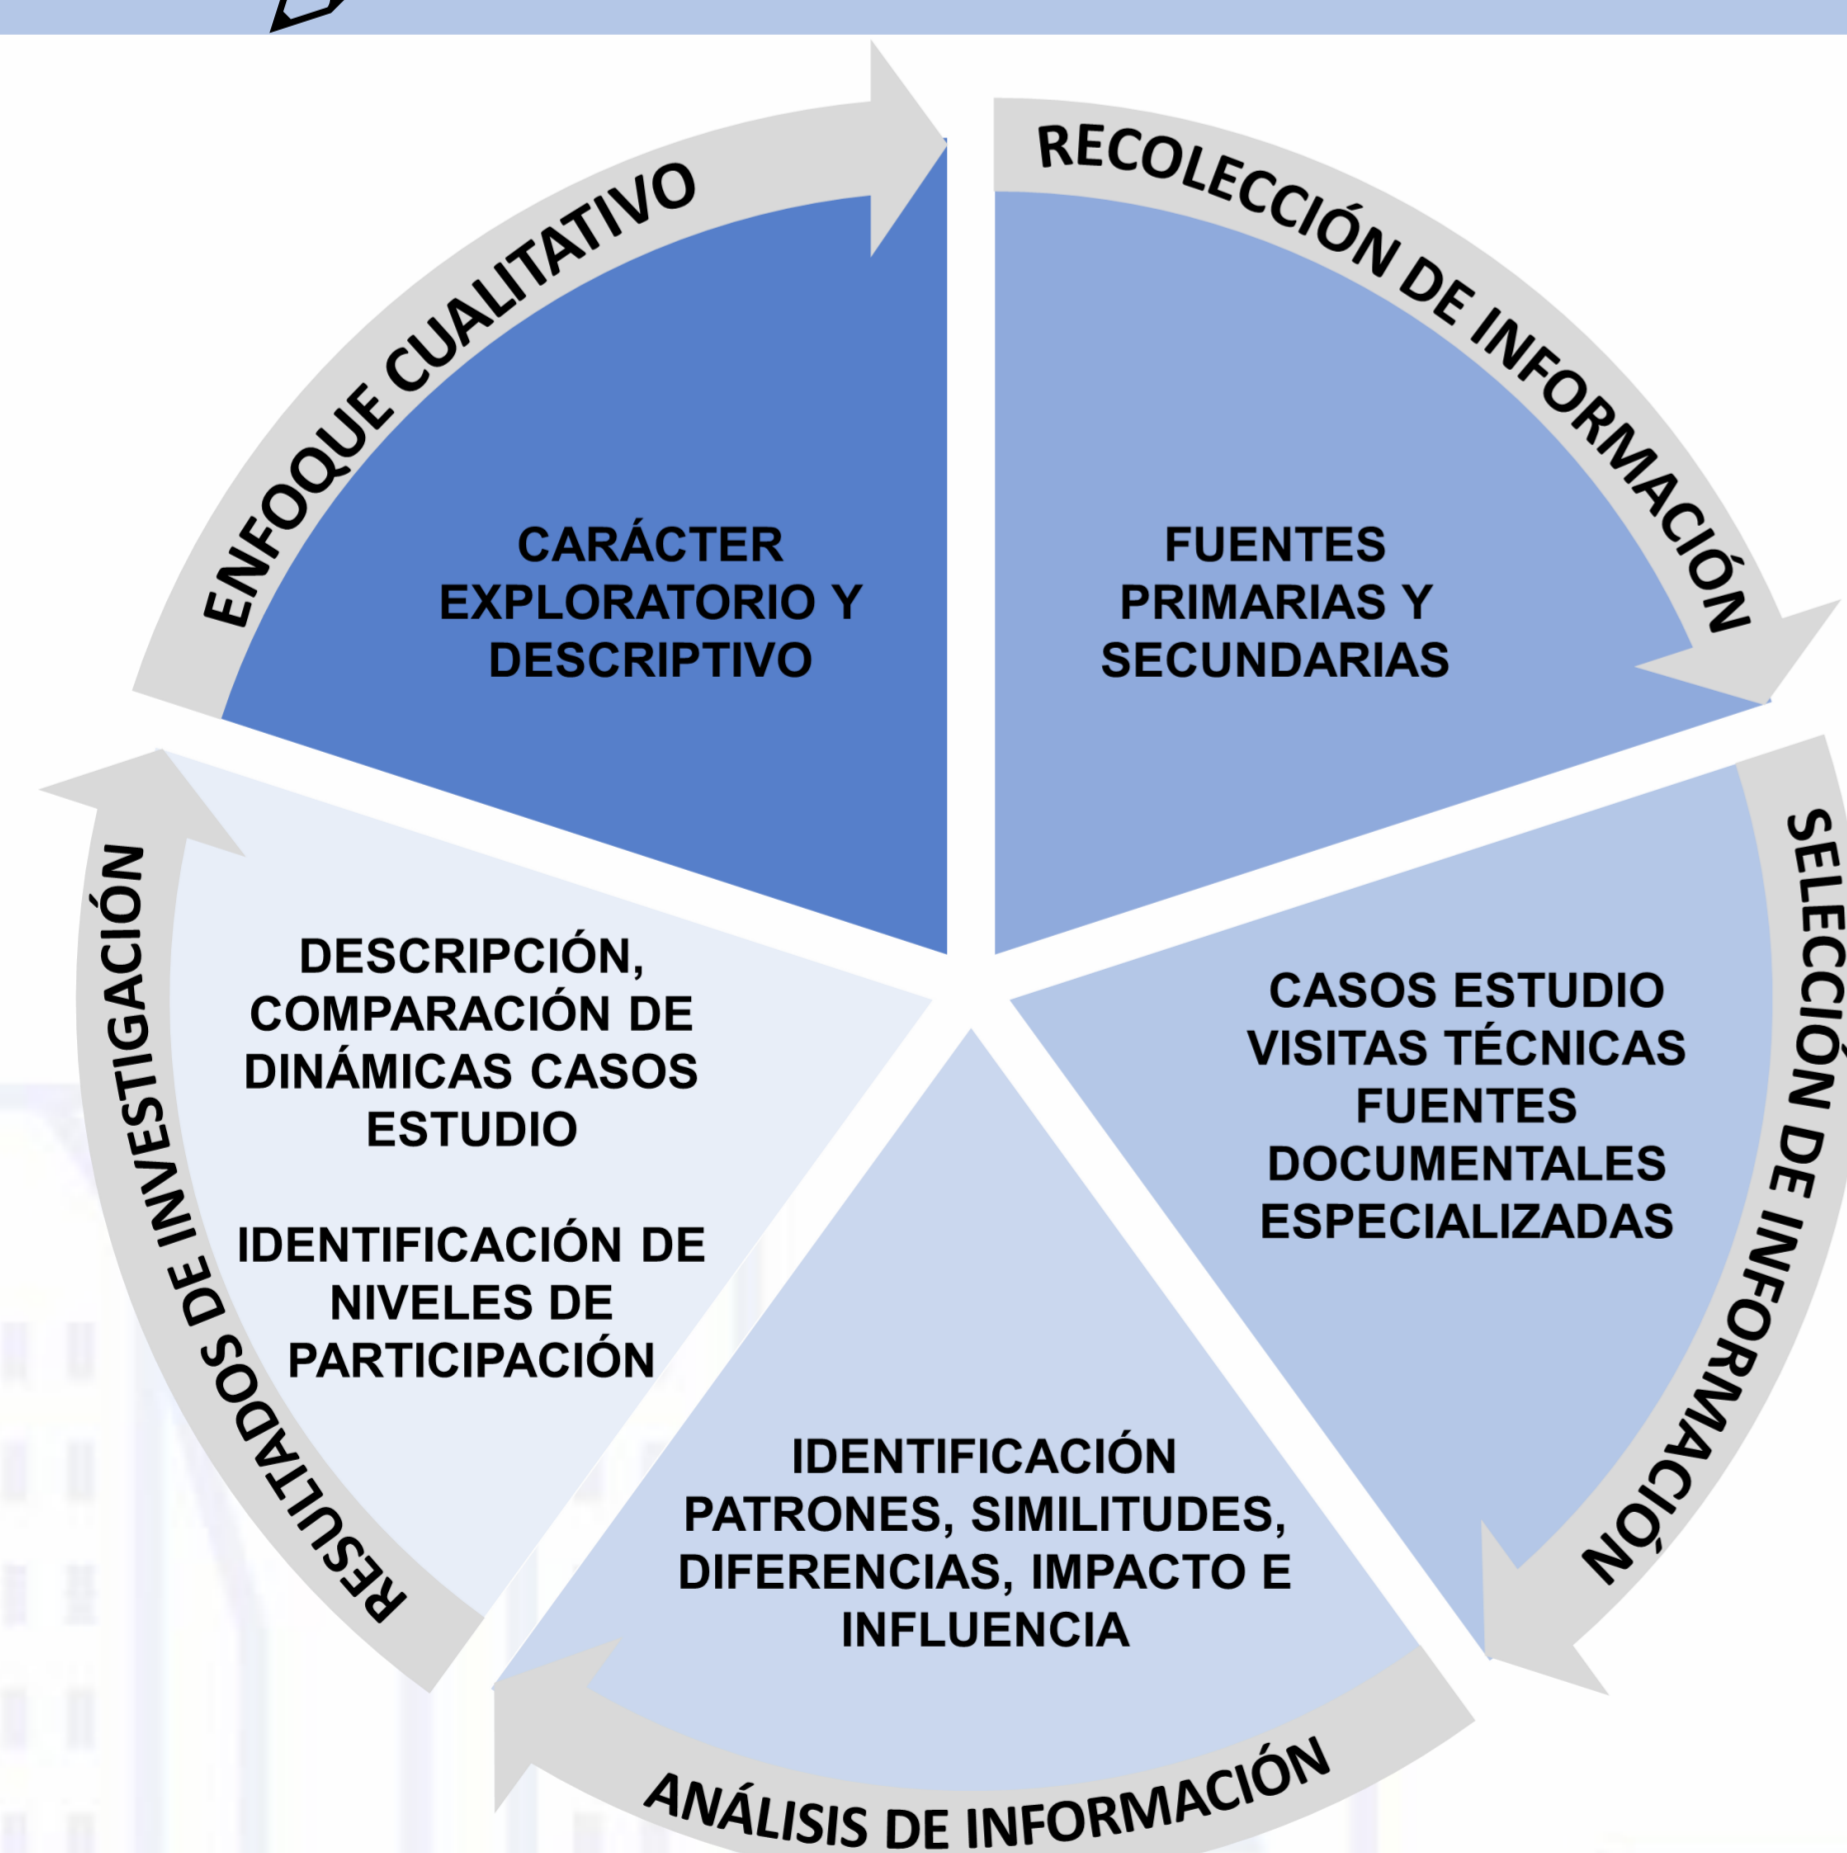 ENFOQUE CUALITATIVO
CARÁCTER
EXPLORATORIO Y
DESCRIPTIVO
RECOLECCIÓN DE INFORMACIÓN
FUENTES
PRIMARIAS Y
SECUNDARIAS
SELECCIÓN DE INFORMACIÓN
CASOS ESTUDIO
VISITAS TÉCNICAS
FUENTES
DOCUMENTALES
ESPECIALIZADAS
ANÁLISIS DE INFORMACIÓN
IDENTIFICACIÓN
PATRONES, SIMILITUDES,
DIFERENCIAS, IMPACTO E
INFLUENCIA
RESULTADOS DE INVESTIGACIÓN
DESCRIPCIÓN,
COMPARACIÓN DE
DINÁMICAS CASOS
ESTUDIO
IDENTIFICACIÓN DE
NIVELES DE
PARTICIPACIÓN